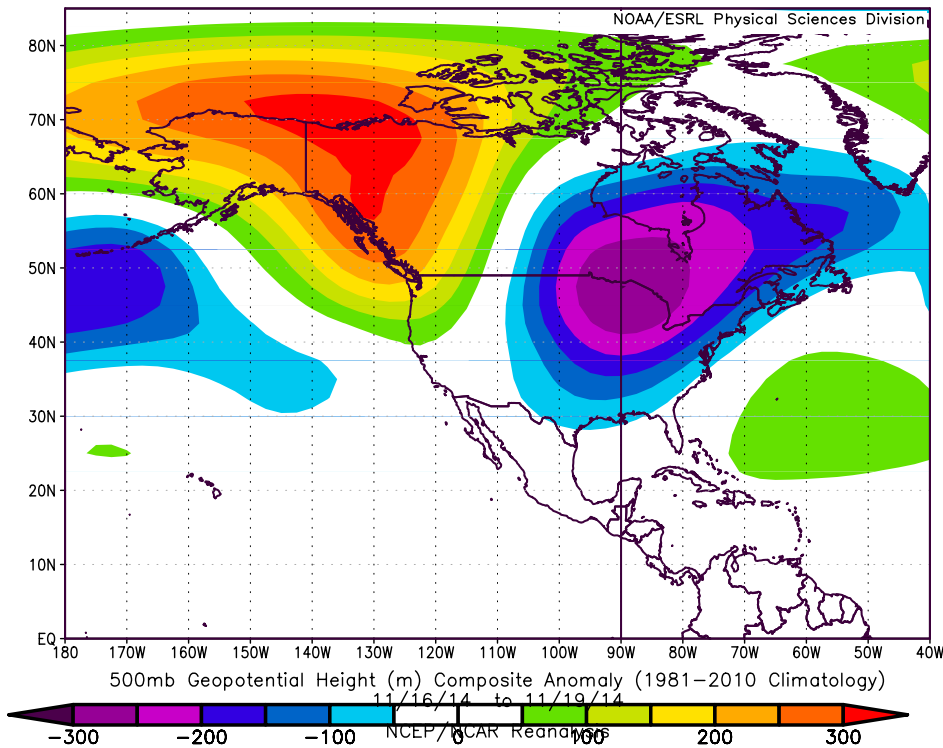 NOAA/ESRL Physical Sciences Division
80N
70N
60N
50N
40N
30N
20N
10N
EQ
180 170W 160W 150W 140W 130W 120W 110W 100W 90W 80W 70W 60W 50W 40W
500mb Geopotential Height (m) Composite Anomaly (1981-2010 Climatology)
11/16/14 to 11/19/14
NCEP/NCAR Reanalysis
-300 -200 -100 0 100 200 300